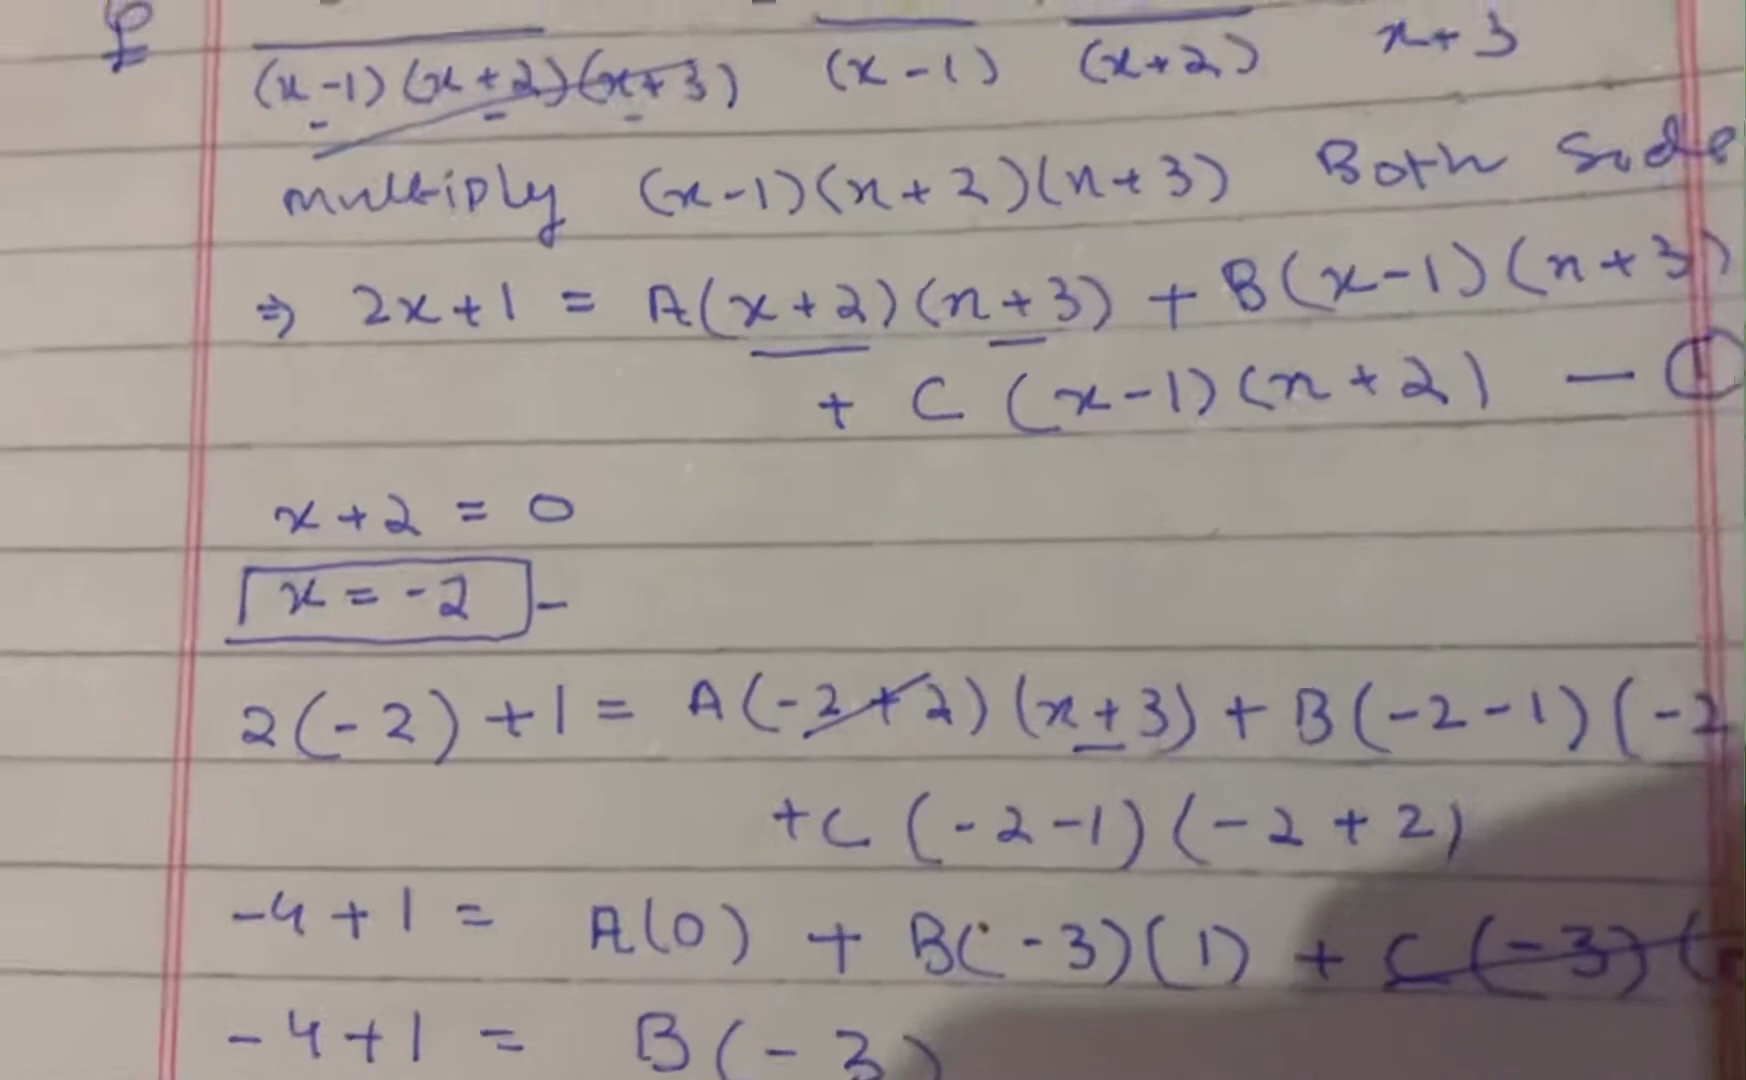 (x-1)(x+2)(x+3) (x-1) (x+2) x+3
multiply (x-1)(x+2)(x+3) Both Side
⇒ 2x+1 = A(x+2)(x+3) + B(x-1)(x+3)
+ C (x-1)(x+2) — ①
x+2 = 0
x = -2 -
2(-2)+1 = A(-2+2)(x+3) + B(-2-1)(-2
+C (-2-1)(-2+2)
-4+1 = A(0) + B(-3)(1) + C(-3)(
-4+1 = B(-3)